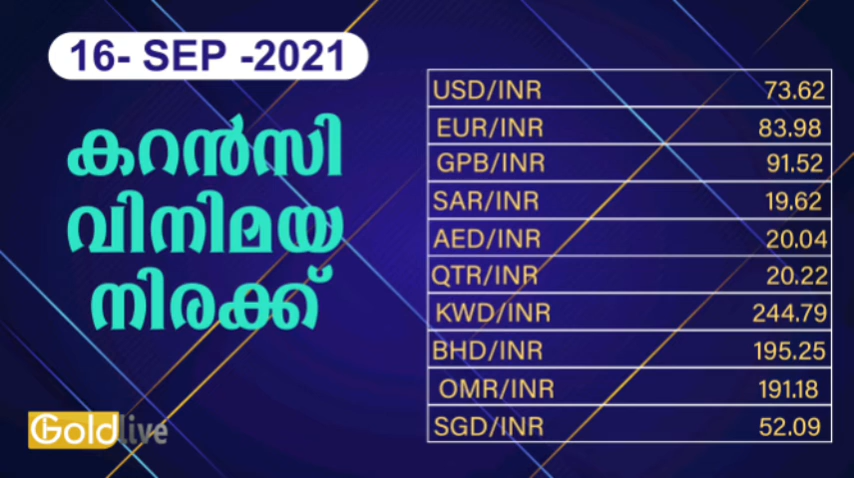 16- SEP -2021
കറൻസി
വിനിമയ
നിരക്ക്
USD/INR 73.62
EUR/INR 83.98
GPB/INR 91.52
SAR/INR 19.62
AED/INR 20.04
QTR/INR 20.22
KWD/INR 244.79
BHD/INR 195.25
OMR/INR 191.18
SGD/INR 52.09
Goldlive